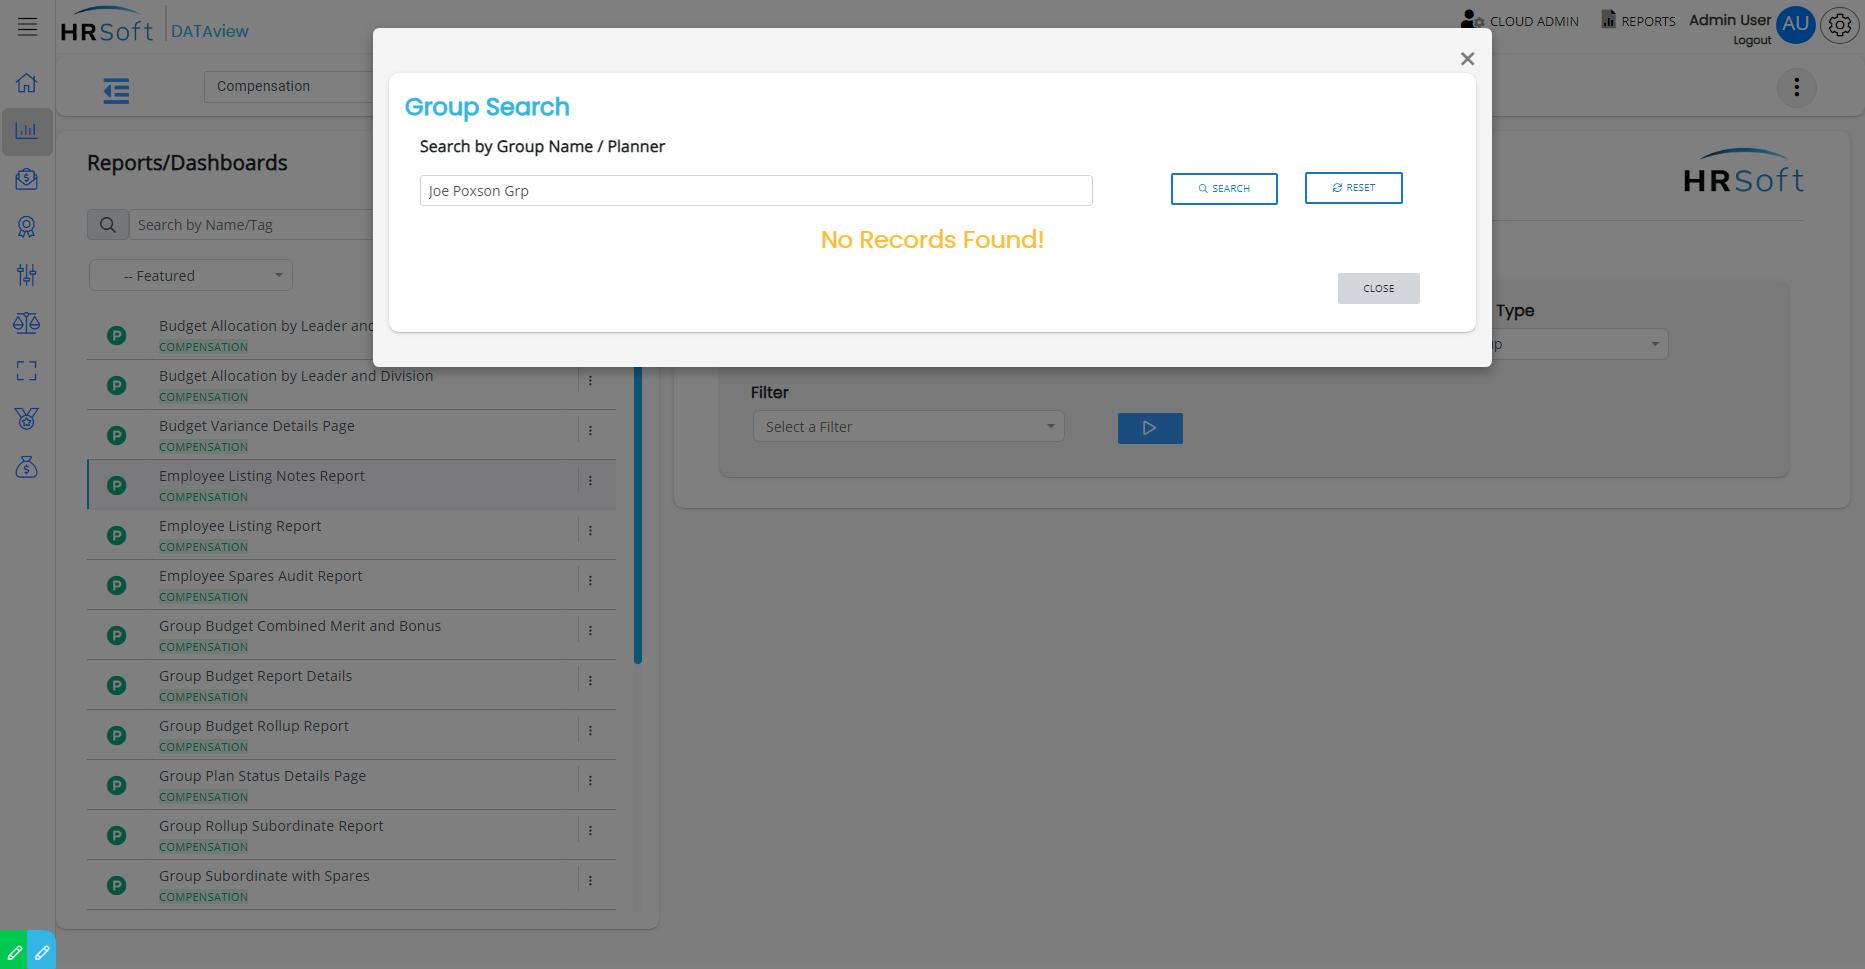 HRSoft DATAview
CLOUD ADMIN
REPORTS
Admin User
Logout
AU
Compensation
Group Search
Search by Group Name / Planner
Joe Poxson Grp
SEARCH
RESET
No Records Found!
CLOSE
Reports/Dashboards
Search by Name/Tag
-- Featured
P Budget Allocation by Leader and
COMPENSATION
P Budget Allocation by Leader and Division
COMPENSATION
P Budget Variance Details Page
COMPENSATION
P Employee Listing Notes Report
COMPENSATION
P Employee Listing Report
COMPENSATION
P Employee Spares Audit Report
COMPENSATION
P Group Budget Combined Merit and Bonus
COMPENSATION
P Group Budget Report Details
COMPENSATION
P Group Budget Rollup Report
COMPENSATION
P Group Plan Status Details Page
COMPENSATION
P Group Rollup Subordinate Report
COMPENSATION
P Group Subordinate with Spares
COMPENSATION
HRSoft
Type
Filter
Select a Filter